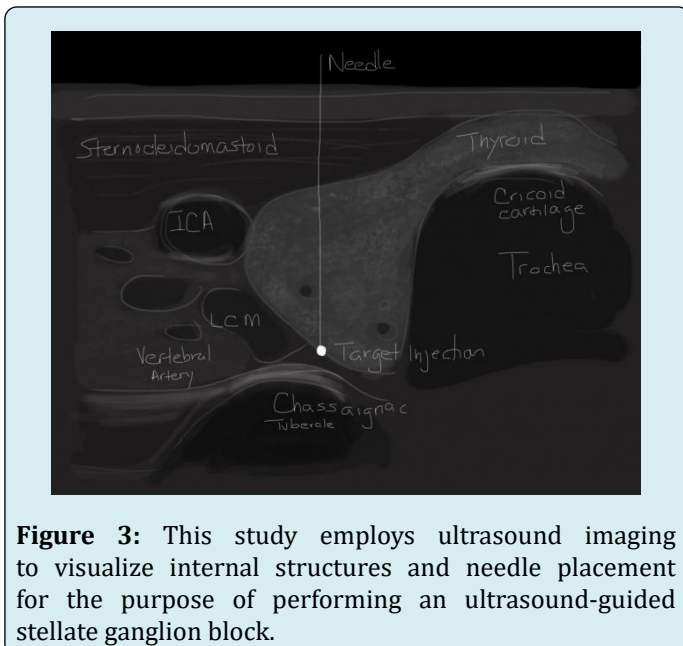 Needle
Sternocleidomastoid
Thyroid
ICA
Cricoid
cartilage
Trachea
LCM
Vertebral
Artery
Target Injection
Chassaignac
Tubercle
Figure 3: This study employs ultrasound imaging
to visualize internal structures and needle placement
for the purpose of performing an ultrasound-guided
stellate ganglion block.